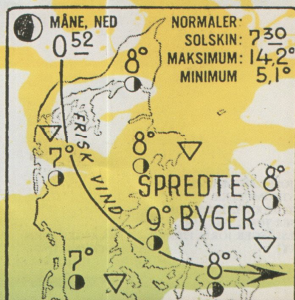 MÅNE, NED
0 52
NORMALER:
SOLSKIN: 7 30
MAKSIMUM: 14,2°
MINIMUM 5,1°
8°
ERISK VIND
7°
8°
SPREDTE
BYGER
8°
9°
7°
8°